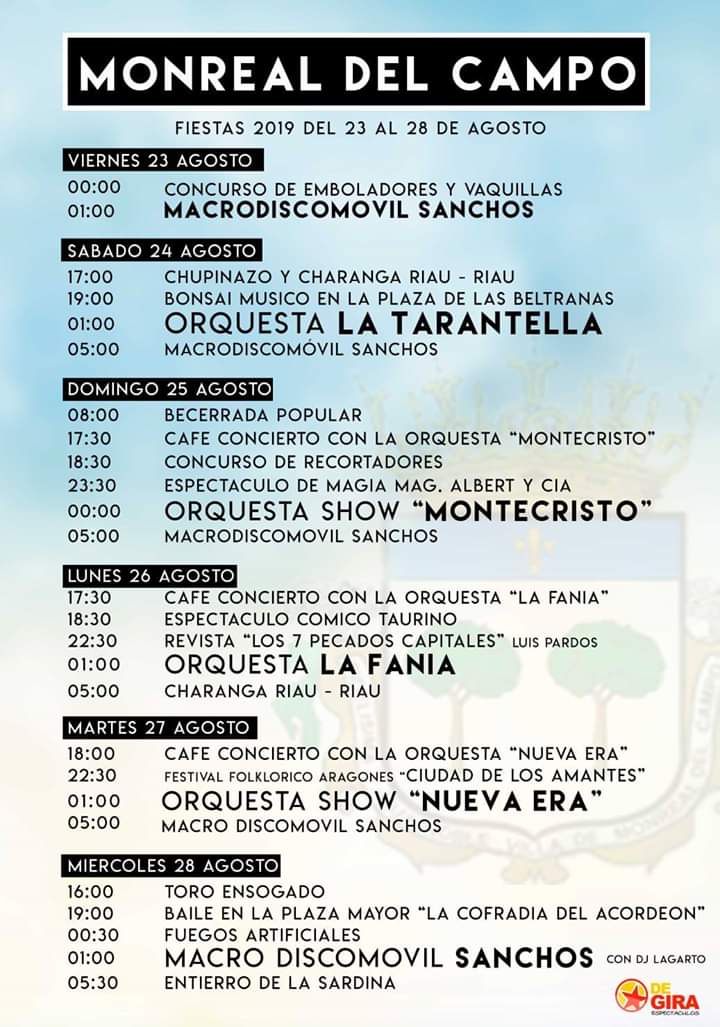 MONREAL DEL CAMPO
FIESTAS 2019 DEL 23 AL 28 DE AGOSTO
VIERNES 23 AGOSTO
00:00 CONCURSO DE EMBOLADORES Y VAQUILLAS
01:00 MACRODISCOMOVIL SANCHOS
SABADO 24 AGOSTO
17:00 CHUPINAZO Y CHARANGA RIAU - RIAU
19:00 BONSAI MUSICO EN LA PLAZA DE LAS BELTRANAS
01:00 ORQUESTA LA TARANTELLA
05:00 MACRODISCOMÓVIL SANCHOS
DOMINGO 25 AGOSTO
08:00 BECERRADA POPULAR
17:30 CAFE CONCIERTO CON LA ORQUESTA “MONTECRISTO”
18:30 CONCURSO DE RECORTADORES
23:30 ESPECTACULO DE MAGIA MAG. ALBERT Y CIA
00:00 ORQUESTA SHOW “MONTECRISTO”
05:00 MACRODISCOMOVIL SANCHOS
LUNES 26 AGOSTO
17:30 CAFE CONCIERTO CON LA ORQUESTA “LA FANIA”
18:30 ESPECTACULO COMICO TAURINO
22:30 REVISTA “LOS 7 PECADOS CAPITALES” LUIS PARDOS
01:00 ORQUESTA LA FANIA
05:00 CHARANGA RIAU - RIAU
MARTES 27 AGOSTO
18:00 CAFE CONCIERTO CON LA ORQUESTA “NUEVA ERA”
22:30 FESTIVAL FOLKLORICO ARAGONES “CIUDAD DE LOS AMANTES”
01:00 ORQUESTA SHOW “NUEVA ERA”
05:00 MACRO DISCOMOVIL SANCHOS
MIERCOLES 28 AGOSTO
16:00 TORO ENSOGADO
19:00 BAILE EN LA PLAZA MAYOR “LA COFRADIA DEL ACORDEON”
00:30 FUEGOS ARTIFICIALES
01:00 MACRO DISCOMOVIL SANCHOS CON DJ LAGARTO
05:30 ENTIERRO DE LA SARDINA
DE
GIRA
ESPECTACULOS
VILLA DE MONREAL DEL CAMPO